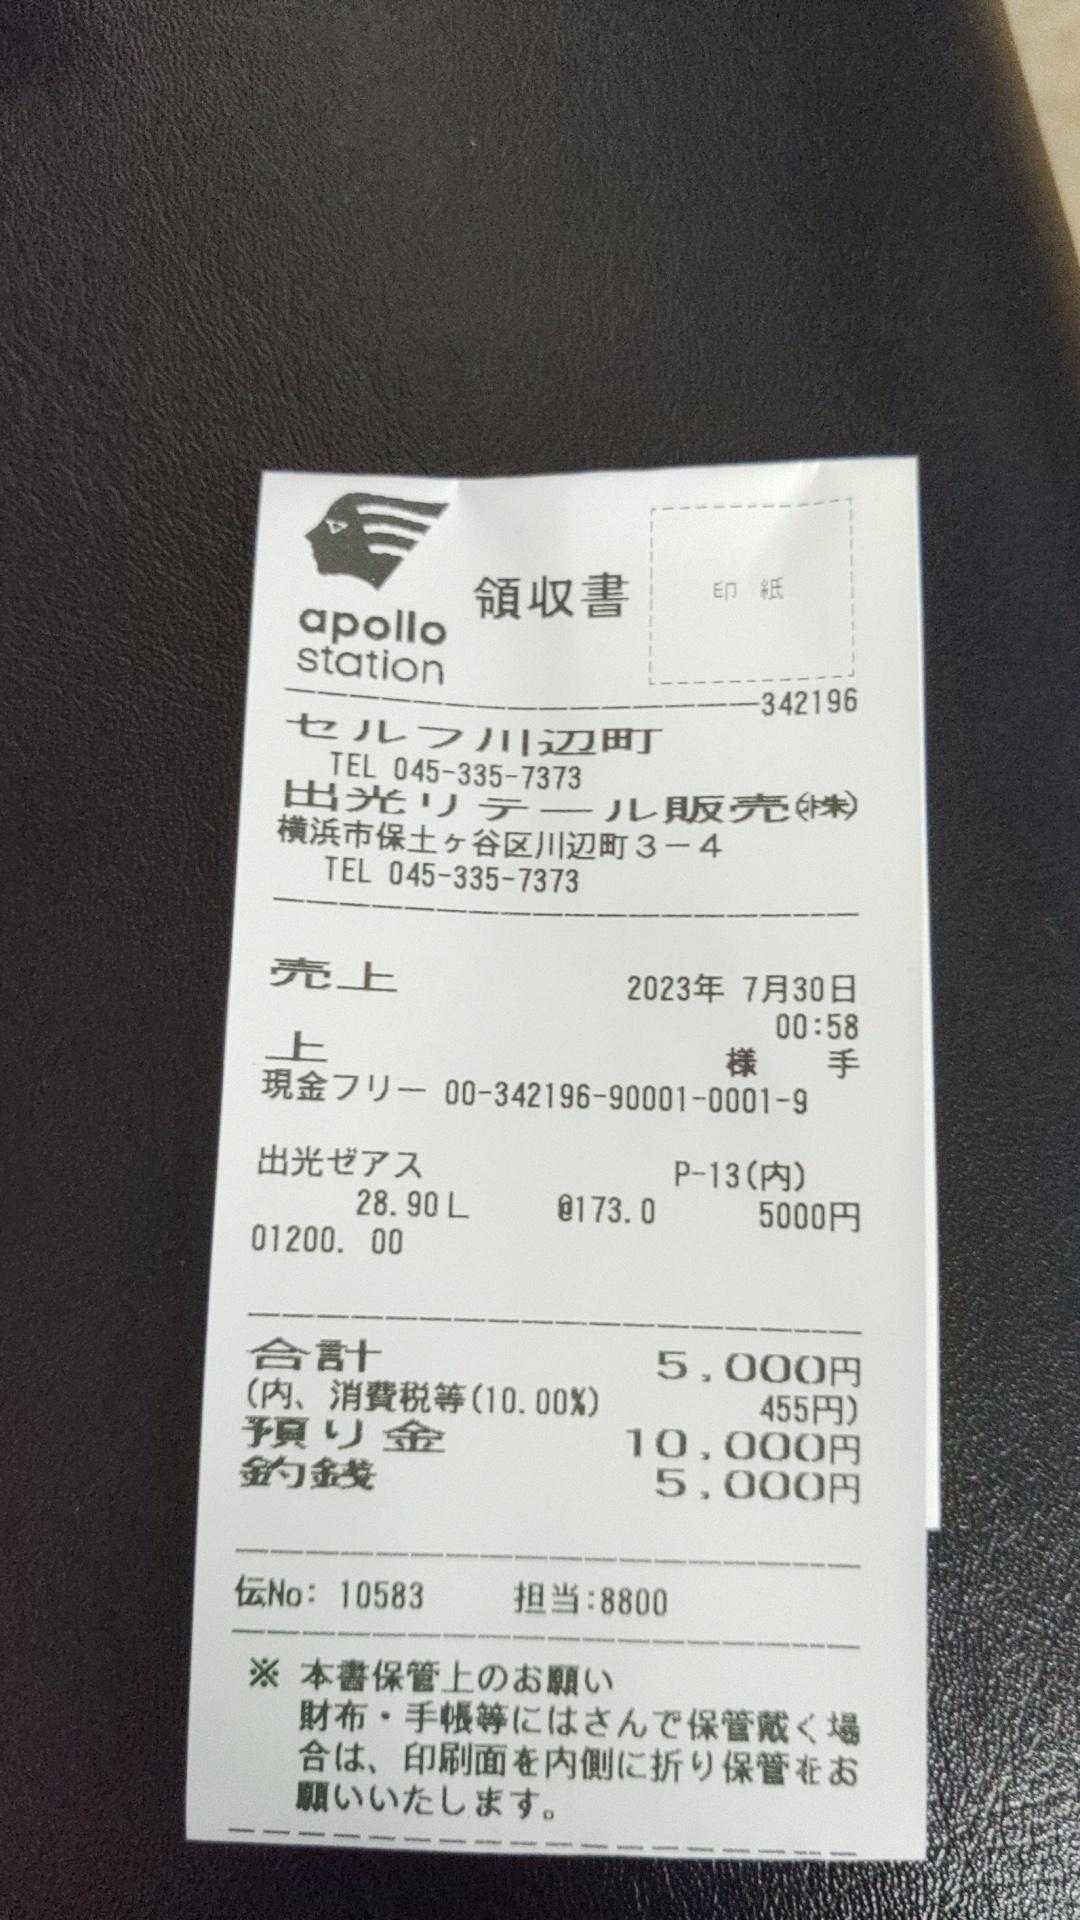 apollo
station
領収書
印 紙
342196
セルフ川辺町
TEL 045-335-7373
出光リテール販売㈱
横浜市保土ヶ谷区川辺町3-4
TEL 045-335-7373
売上 2023年 7月30日
00:58
上 様 手
現金フリー 00-342196-90001-0001-9
出光ゼアス P-13(内)
28.90L @173.0 5000円
01200. 00
合計 5,000円
(内、消費税等(10.00%) 455円)
預り金 10,000円
釣銭 5,000円
伝No: 10583 担当:8800
※ 本書保管上のお願い
財布・手帳等にはさんで保管戴く場
合は、印刷面を内側に折り保管をお
願いいたします。